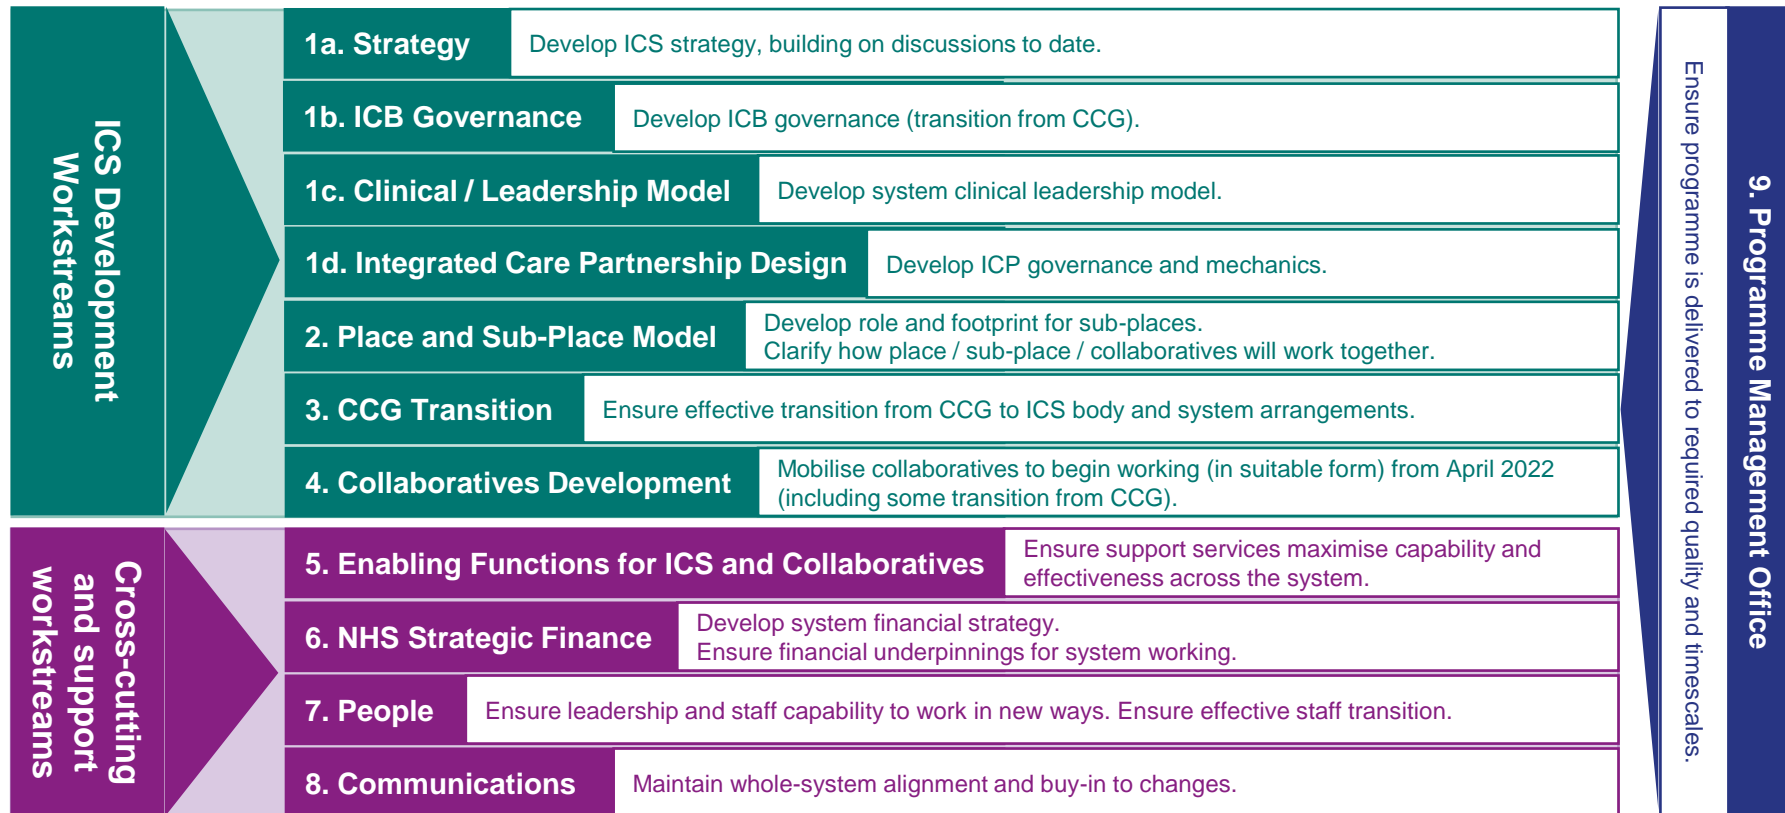 ICS Development
Workstreams
1a. Strategy
Develop ICS strategy, building on discussions to date.
1b. ICB Governance
Develop ICB governance (transition from CCG).
1c. Clinical / Leadership Model
Develop system clinical leadership model.
1d. Integrated Care Partnership Design
Develop ICP governance and mechanics.
2. Place and Sub-Place Model
Develop role and footprint for sub-places.
Clarify how place / sub-place / collaboratives will work together.
3. CCG Transition
Ensure effective transition from CCG to ICS body and system arrangements.
4. Collaboratives Development
Mobilise collaboratives to begin working (in suitable form) from April 2022
(including some transition from CCG).
Cross-cutting
and support
workstreams
5. Enabling Functions for ICS and Collaboratives
Ensure support services maximise capability and
effectiveness across the system.
6. NHS Strategic Finance
Develop system financial strategy.
Ensure financial underpinnings for system working.
7. People
Ensure leadership and staff capability to work in new ways. Ensure effective staff transition.
8. Communications
Maintain whole-system alignment and buy-in to changes.
9. Programme Management Office
Ensure programme is delivered to required quality and timescales.